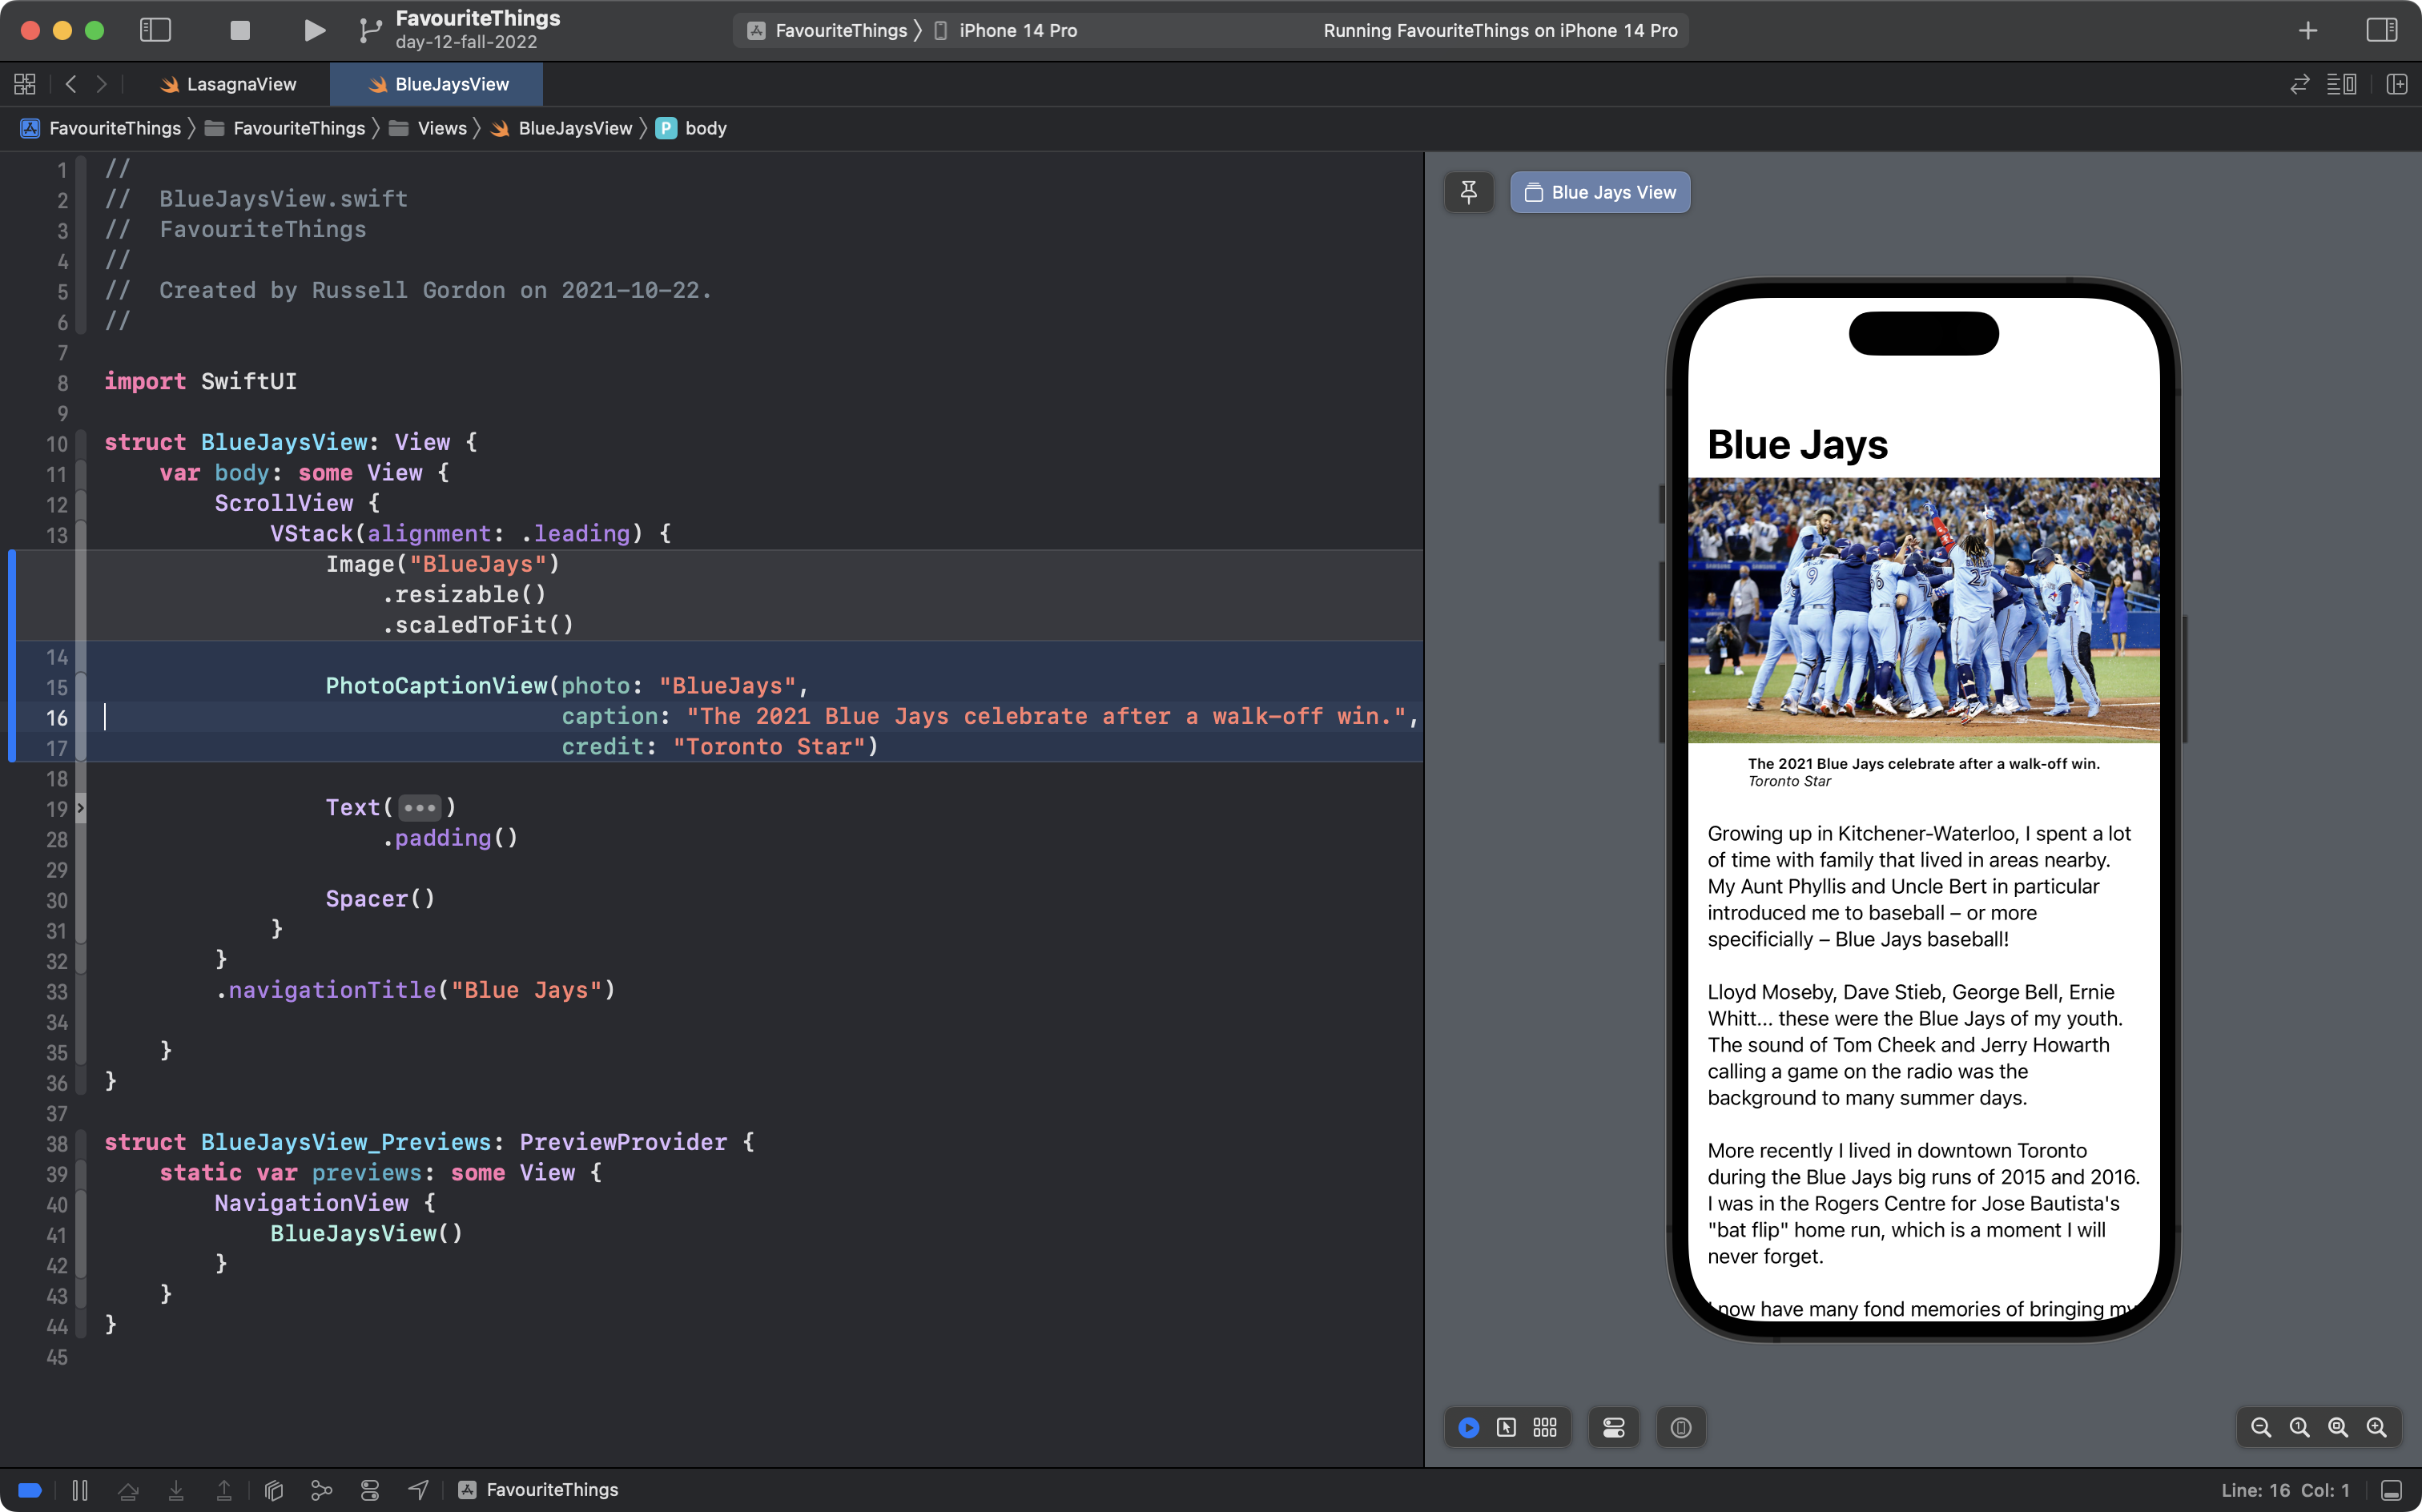 FavouriteThings
day-12-fall-2022
FavouriteThings 〉 iPhone 14 Pro
Running FavouriteThings on iPhone 14 Pro
LasagnaView
BlueJaysView
FavouriteThings 〉 FavouriteThings 〉 Views 〉 BlueJaysView 〉 P body
1 //
2 //  BlueJaysView.swift
3 //  FavouriteThings
4 //
5 //  Created by Russell Gordon on 2021-10-22.
6 //
7
8 import SwiftUI
9
10 struct BlueJaysView: View {
11     var body: some View {
12         ScrollView {
13             VStack(alignment: .leading) {
                Image("BlueJays")
                    .resizable()
                    .scaledToFit()
14
15                 PhotoCaptionView(photo: "BlueJays",
16                                  caption: "The 2021 Blue Jays celebrate after a walk-off win.",
17                                  credit: "Toronto Star")
18
19                 Text(•••)
28                     .padding()
29
30                 Spacer()
31             }
32         }
33         .navigationTitle("Blue Jays")
34
35     }
36 }
37
38 struct BlueJaysView_Previews: PreviewProvider {
39     static var previews: some View {
40         NavigationView {
41             BlueJaysView()
42         }
43     }
44 }
45
Blue Jays View
Blue Jays
9
66
27
The 2021 Blue Jays celebrate after a walk-off win.
Toronto Star
Growing up in Kitchener-Waterloo, I spent a lot
of time with family that lived in areas nearby.
My Aunt Phyllis and Uncle Bert in particular
introduced me to baseball – or more
specificially – Blue Jays baseball!
Lloyd Moseby, Dave Stieb, George Bell, Ernie
Whitt... these were the Blue Jays of my youth.
The sound of Tom Cheek and Jerry Howarth
calling a game on the radio was the
background to many summer days.
More recently I lived in downtown Toronto
during the Blue Jays big runs of 2015 and 2016.
I was in the Rogers Centre for Jose Bautista's
"bat flip" home run, which is a moment I will
never forget.
I now have many fond memories of bringing my
FavouriteThings
Line: 16  Col: 1